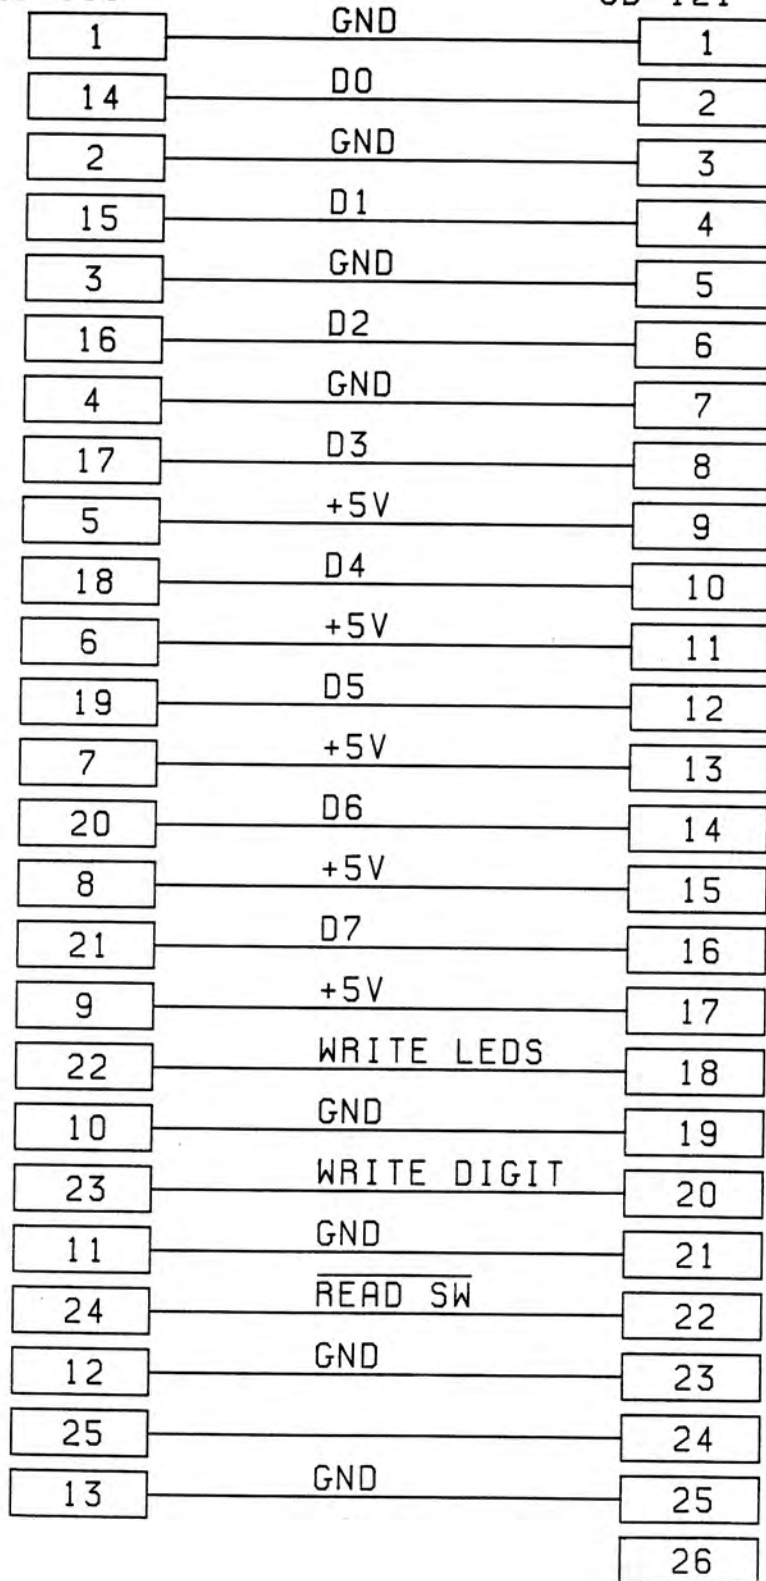 1 GND 1
14 D0 2
2 GND 3
15 D1 4
3 GND 5
16 D2 6
4 GND 7
17 D3 8
5 +5V 9
18 D4 10
6 +5V 11
19 D5 12
7 +5V 13
20 D6 14
8 +5V 15
21 D7 16
9 +5V 17
22 WRITE LEDS 18
10 GND 19
23 WRITE DIGIT 20
11 GND 21
24 READ SW 22
12 GND 23
25 24
13 GND 25
26